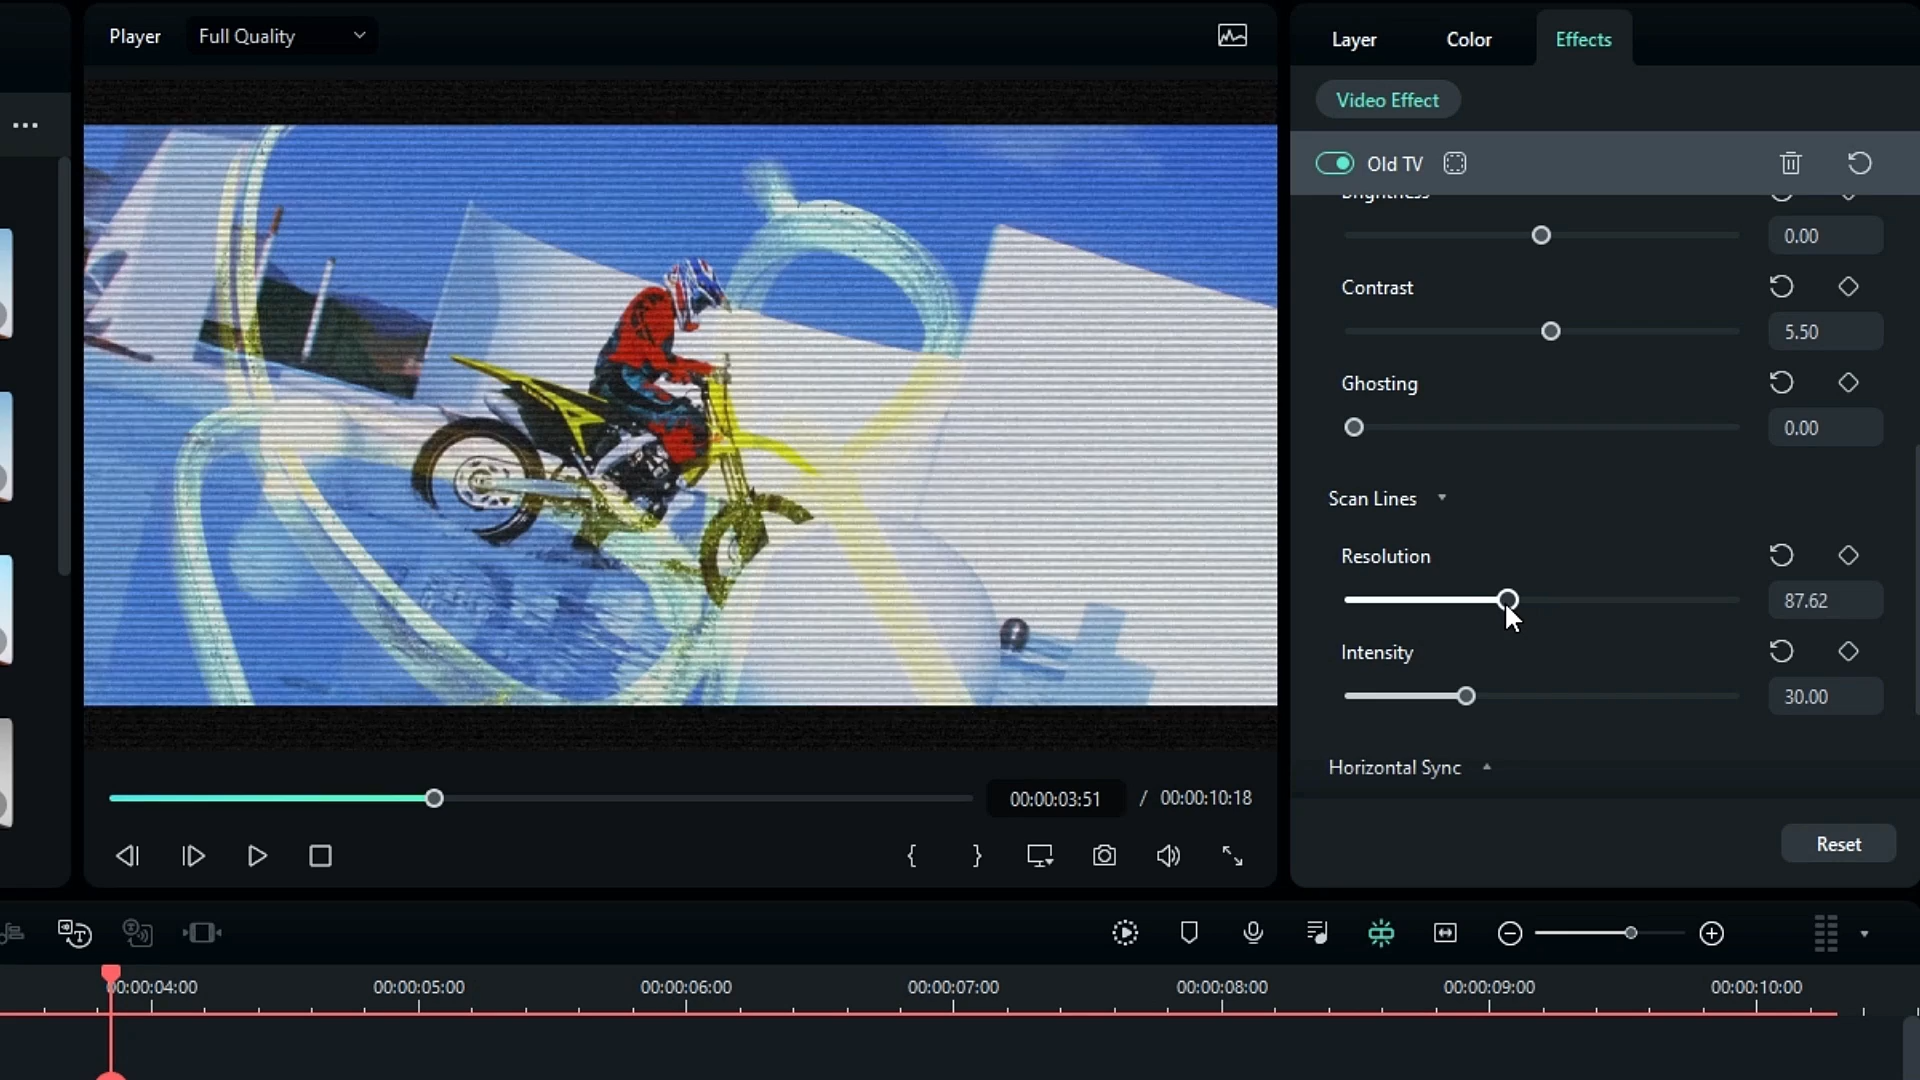 Player
Full Quality
Layer
Color
Effects
Video Effect
Old TV
Brightness
0.00
Contrast
5.50
Ghosting
0.00
Scan Lines
Resolution
87.62
Intensity
30.00
Horizontal Sync
00:00:03:51 / 00:00:10:18
Reset
00:00:04:00
00:00:05:00
00:00:06:00
00:00:07:00
00:00:08:00
00:00:09:00
00:00:10:00